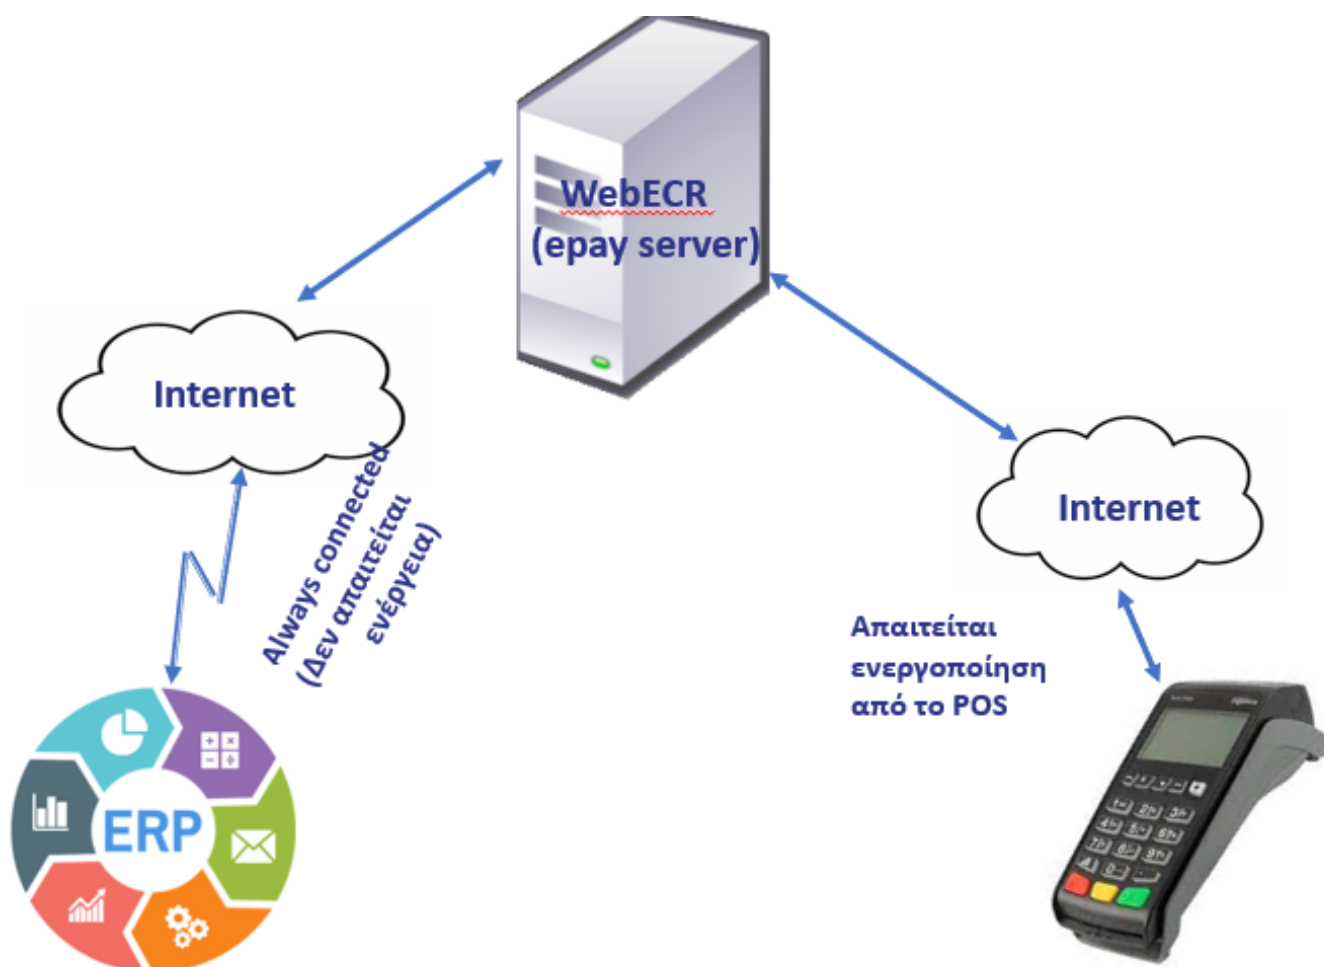 WebECR
(epay server)
Internet
Always connected
(Δεν απαιτείται
ενέργεια)
Internet
Απαιτείται
ενεργοποίηση
από το POS
ERP